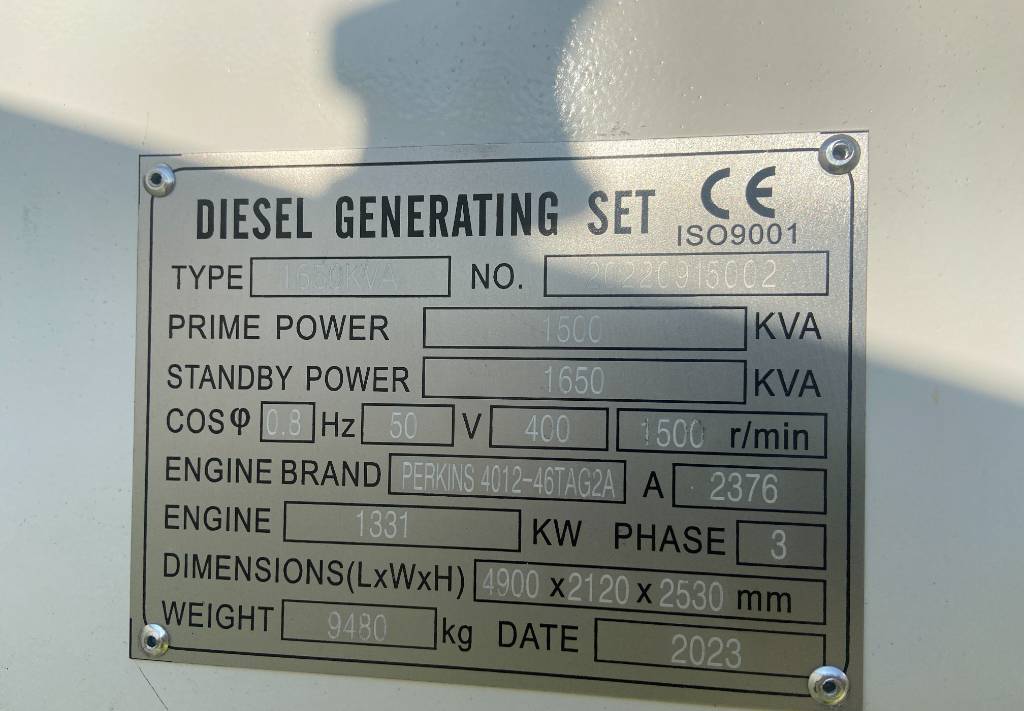 DIESEL GENERATING SET CE
ISO9001
TYPE 1650KVA NO. 20220915002
PRIME POWER 1500 KVA
STANDBY POWER 1650 KVA
COSφ 0.8 Hz 50 V 400 1500 r/min
ENGINE BRAND PERKINS 4012-46TAG2A A 2376
ENGINE 1331 KW PHASE 3
DIMENSIONS(LxWxH) 4900 x 2120 x 2530 mm
WEIGHT 9480 kg DATE 2023